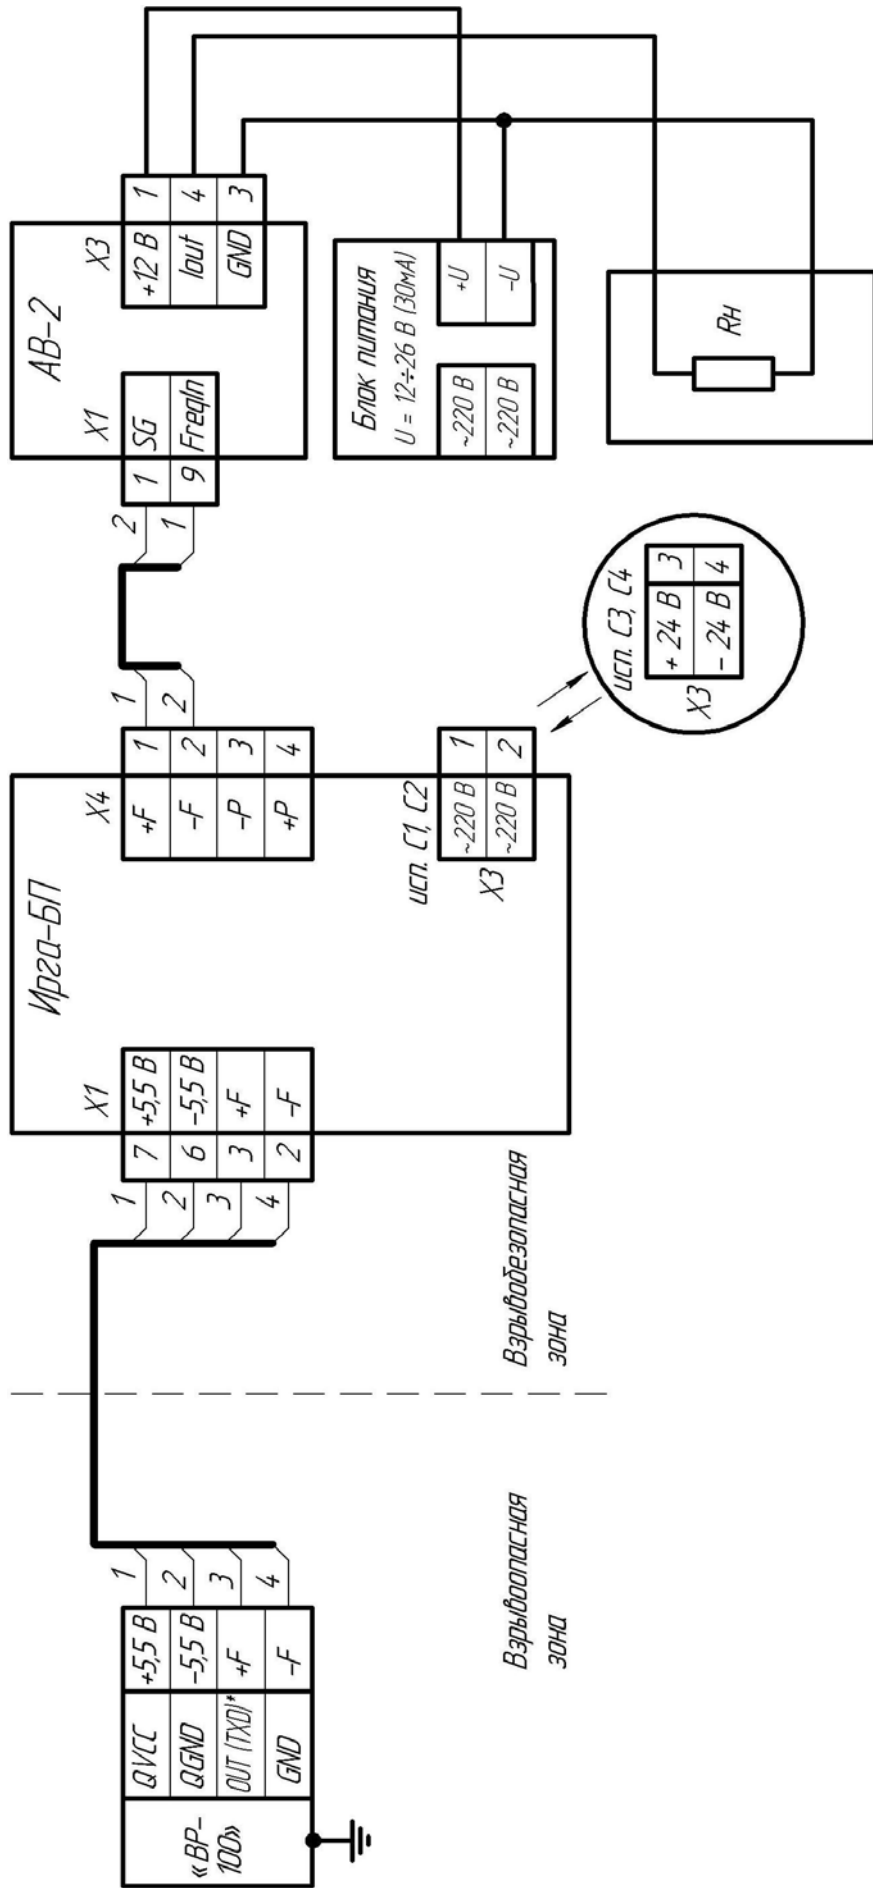 «ВР-
100»
QVCC
+5,5 В
1
QGND
-5,5 В
2
OUT (TXD)*
+F
3
GND
-F
4
Взрывоопасная
зона
Взрывобезопасная
зона
Ирга-БП
X1
1
7
+5,5 В
2
6
-5,5 В
3
3
+F
4
2
-F
X4
+F
1
1
-F
2
2
-P
3
+P
4
исп. С1, С2
X3
~220 В
1
~220 В
2
исп. С3, С4
X3
+ 24 В
3
- 24 В
4
АВ-2
X1
2
1
SG
1
9
FreqIn
X3
+12 В
1
Iout
4
GND
3
Блок питания
U = 12÷26 В (30мА)
~220 В
+U
~220 В
-U
Rн